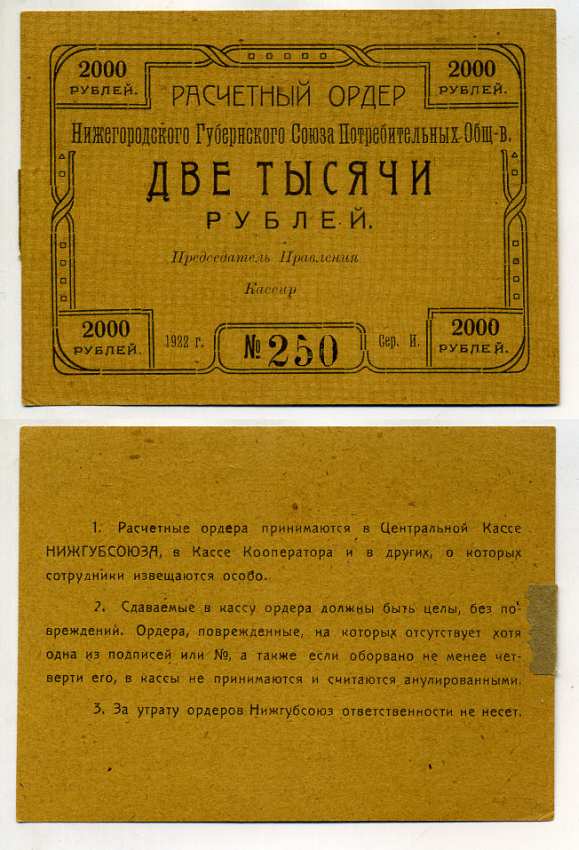 2000 2000
РУБЛЕЙ. РУБЛЕЙ.
РАСЧЕТНЫЙ ОРДЕР
Нижегородского Губернского Союза Потребительных Общ-в.
ДВЕ ТЫСЯЧИ
РУБЛЕЙ.
Председатель Правления
Кассир
2000 2000
РУБЛЕЙ. РУБЛЕЙ.
1922 г. № 250 Сер. И.
1. Расчетные ордера принимаются в Центральной Кассе
НИЖГУБСОЮЗА, в Кассе Кооператора и в других, о которых
сотрудники извещаются особо.
2. Сдаваемые в кассу ордера должны быть целы, без по-
вреждений. Ордера, поврежденные, на которых отсутствует хотя
одна из подписей или №, а также если оборвано не менее чет-
верти его, в кассы не принимаются и считаются анулированными.
3. За утрату ордеров Нижгубсоюз ответственности не несет.